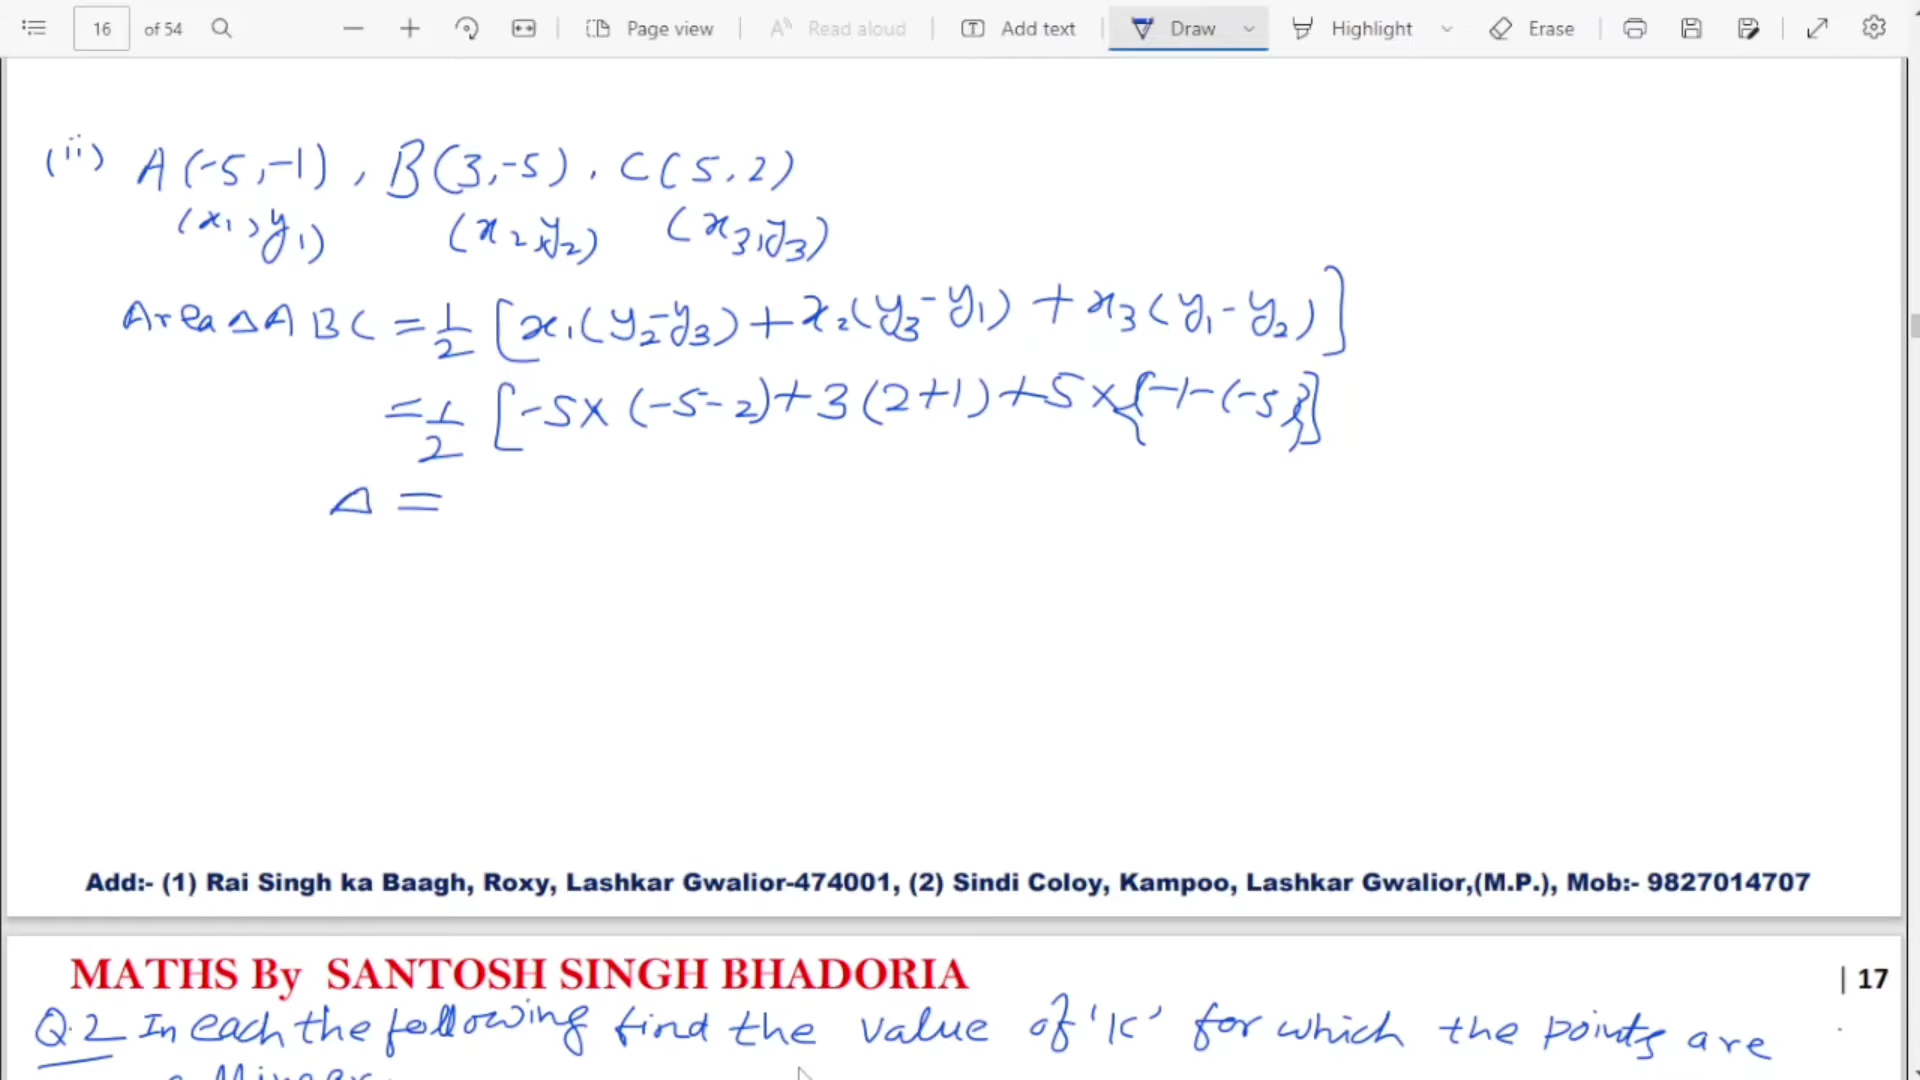 16 of 54 Page view Read aloud Add text Draw Highlight Erase
(ii) A(-5,-1), B(3,-5), C(5,2)
(x₁,y₁) (x₂,y₂) (x₃,y₃)
Area△ABC = 1/2 [x₁(y₂-y₃)+x₂(y₃-y₁)+x₃(y₁-y₂)]
= 1/2 [-5×(-5-2)+3(2+1)+5×{-1-(-5)}]
△ =
Add:- (1) Rai Singh ka Baagh, Roxy, Lashkar Gwalior-474001, (2) Sindi Coloy, Kampoo, Lashkar Gwalior,(M.P.), Mob:- 9827014707
MATHS By SANTOSH SINGH BHADORIA | 17
Q.2 In each the following find the value of 'K' for which the points are